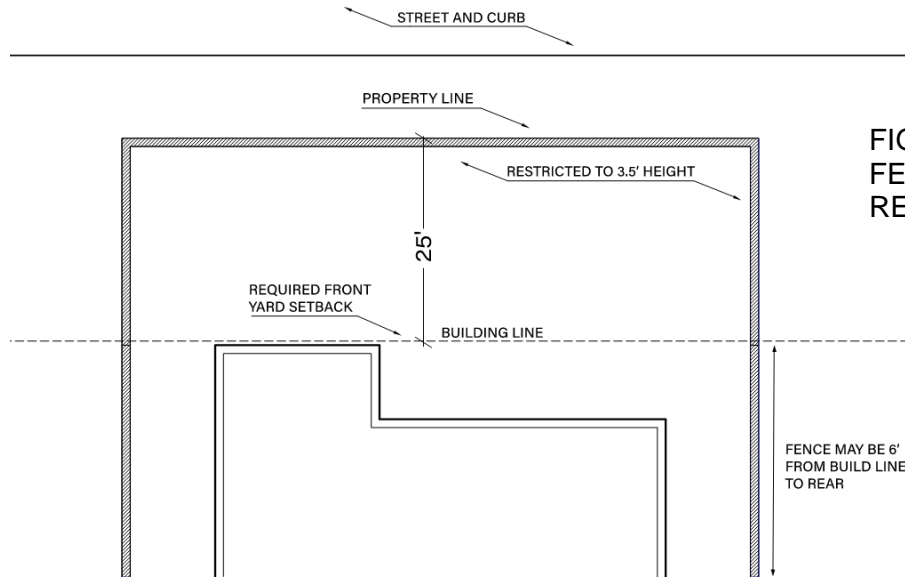 STREET AND CURB
PROPERTY LINE
RESTRICTED TO 3.5' HEIGHT
25'
REQUIRED FRONT
YARD SETBACK
BUILDING LINE
FENCE MAY BE 6'
FROM BUILD LINE
TO REAR